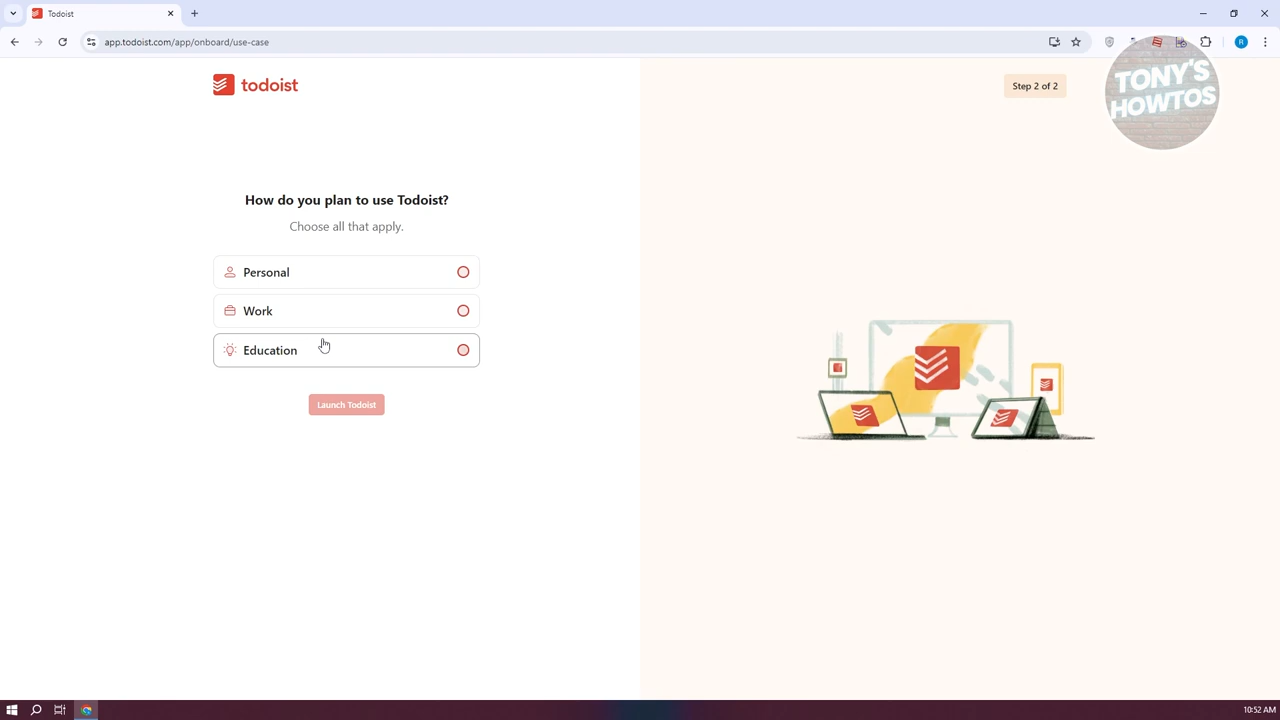 Todoist
app.todoist.com/app/onboard/use-case
R
todoist
Step 2 of 2
TONY'S
HOWTOS
How do you plan to use Todoist?
Choose all that apply.
Personal
Work
Education
Launch Todoist
10:52 AM